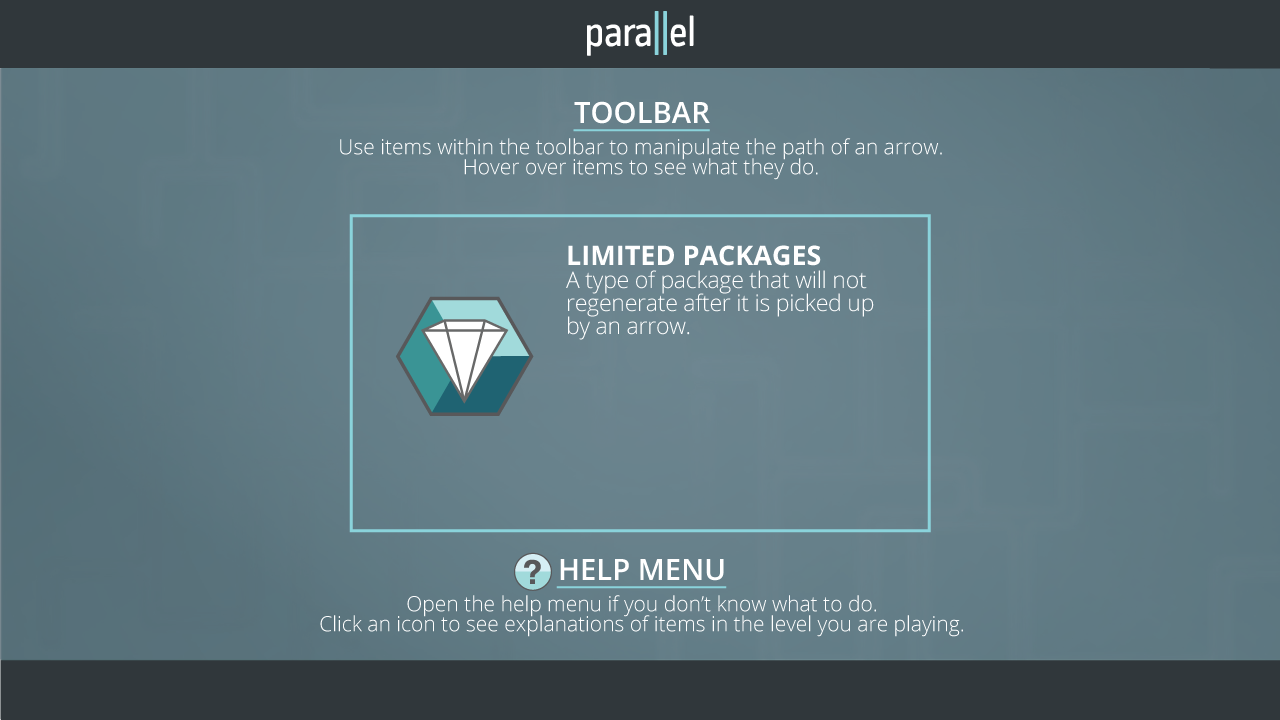 parallel
TOOLBAR
Use items within the toolbar to manipulate the path of an arrow.
Hover over items to see what they do.
LIMITED PACKAGES
A type of package that will not
regenerate after it is picked up
by an arrow.
? HELP MENU
Open the help menu if you don’t know what to do.
Click an icon to see explanations of items in the level you are playing.